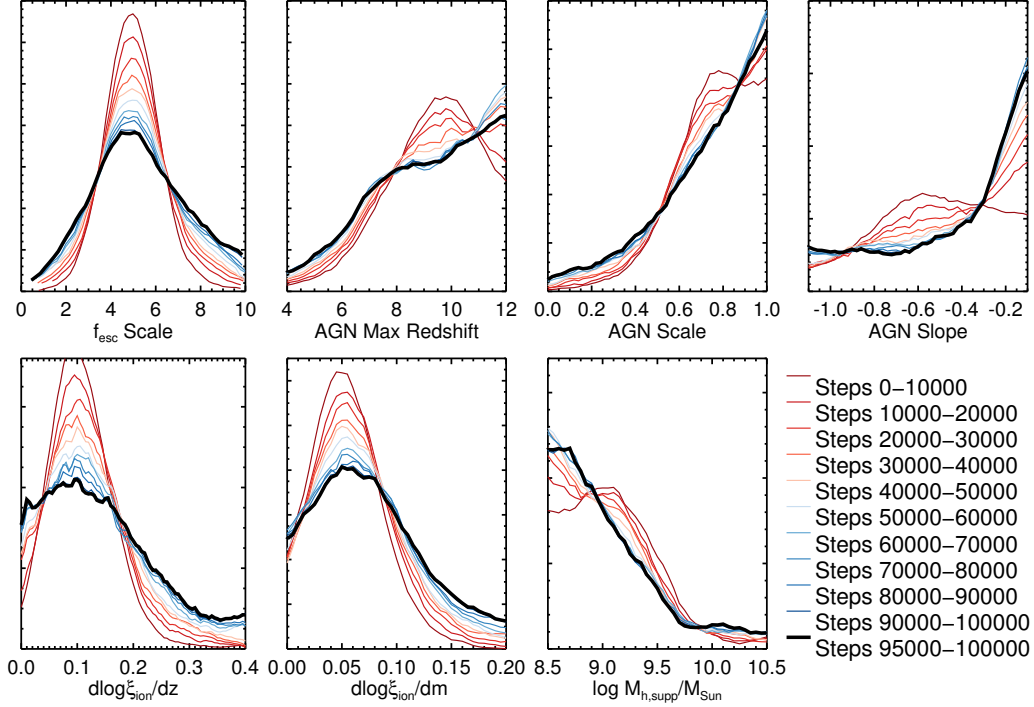 0 2 4 6 8 10
f_esc Scale
4 6 8 10 12
AGN Max Redshift
0.0 0.2 0.4 0.6 0.8 1.0
AGN Scale
-1.0 -0.8 -0.6 -0.4 -0.2
AGN Slope
0.0 0.1 0.2 0.3 0.4
dlogξ_ion/dz
0.00 0.05 0.10 0.15 0.20
dlogξ_ion/dm
8.5 9.0 9.5 10.0 10.5
log M_h,supp/M_Sun
Steps 0−10000
Steps 10000−20000
Steps 20000−30000
Steps 30000−40000
Steps 40000−50000
Steps 50000−60000
Steps 60000−70000
Steps 70000−80000
Steps 80000−90000
Steps 90000−100000
Steps 95000−100000